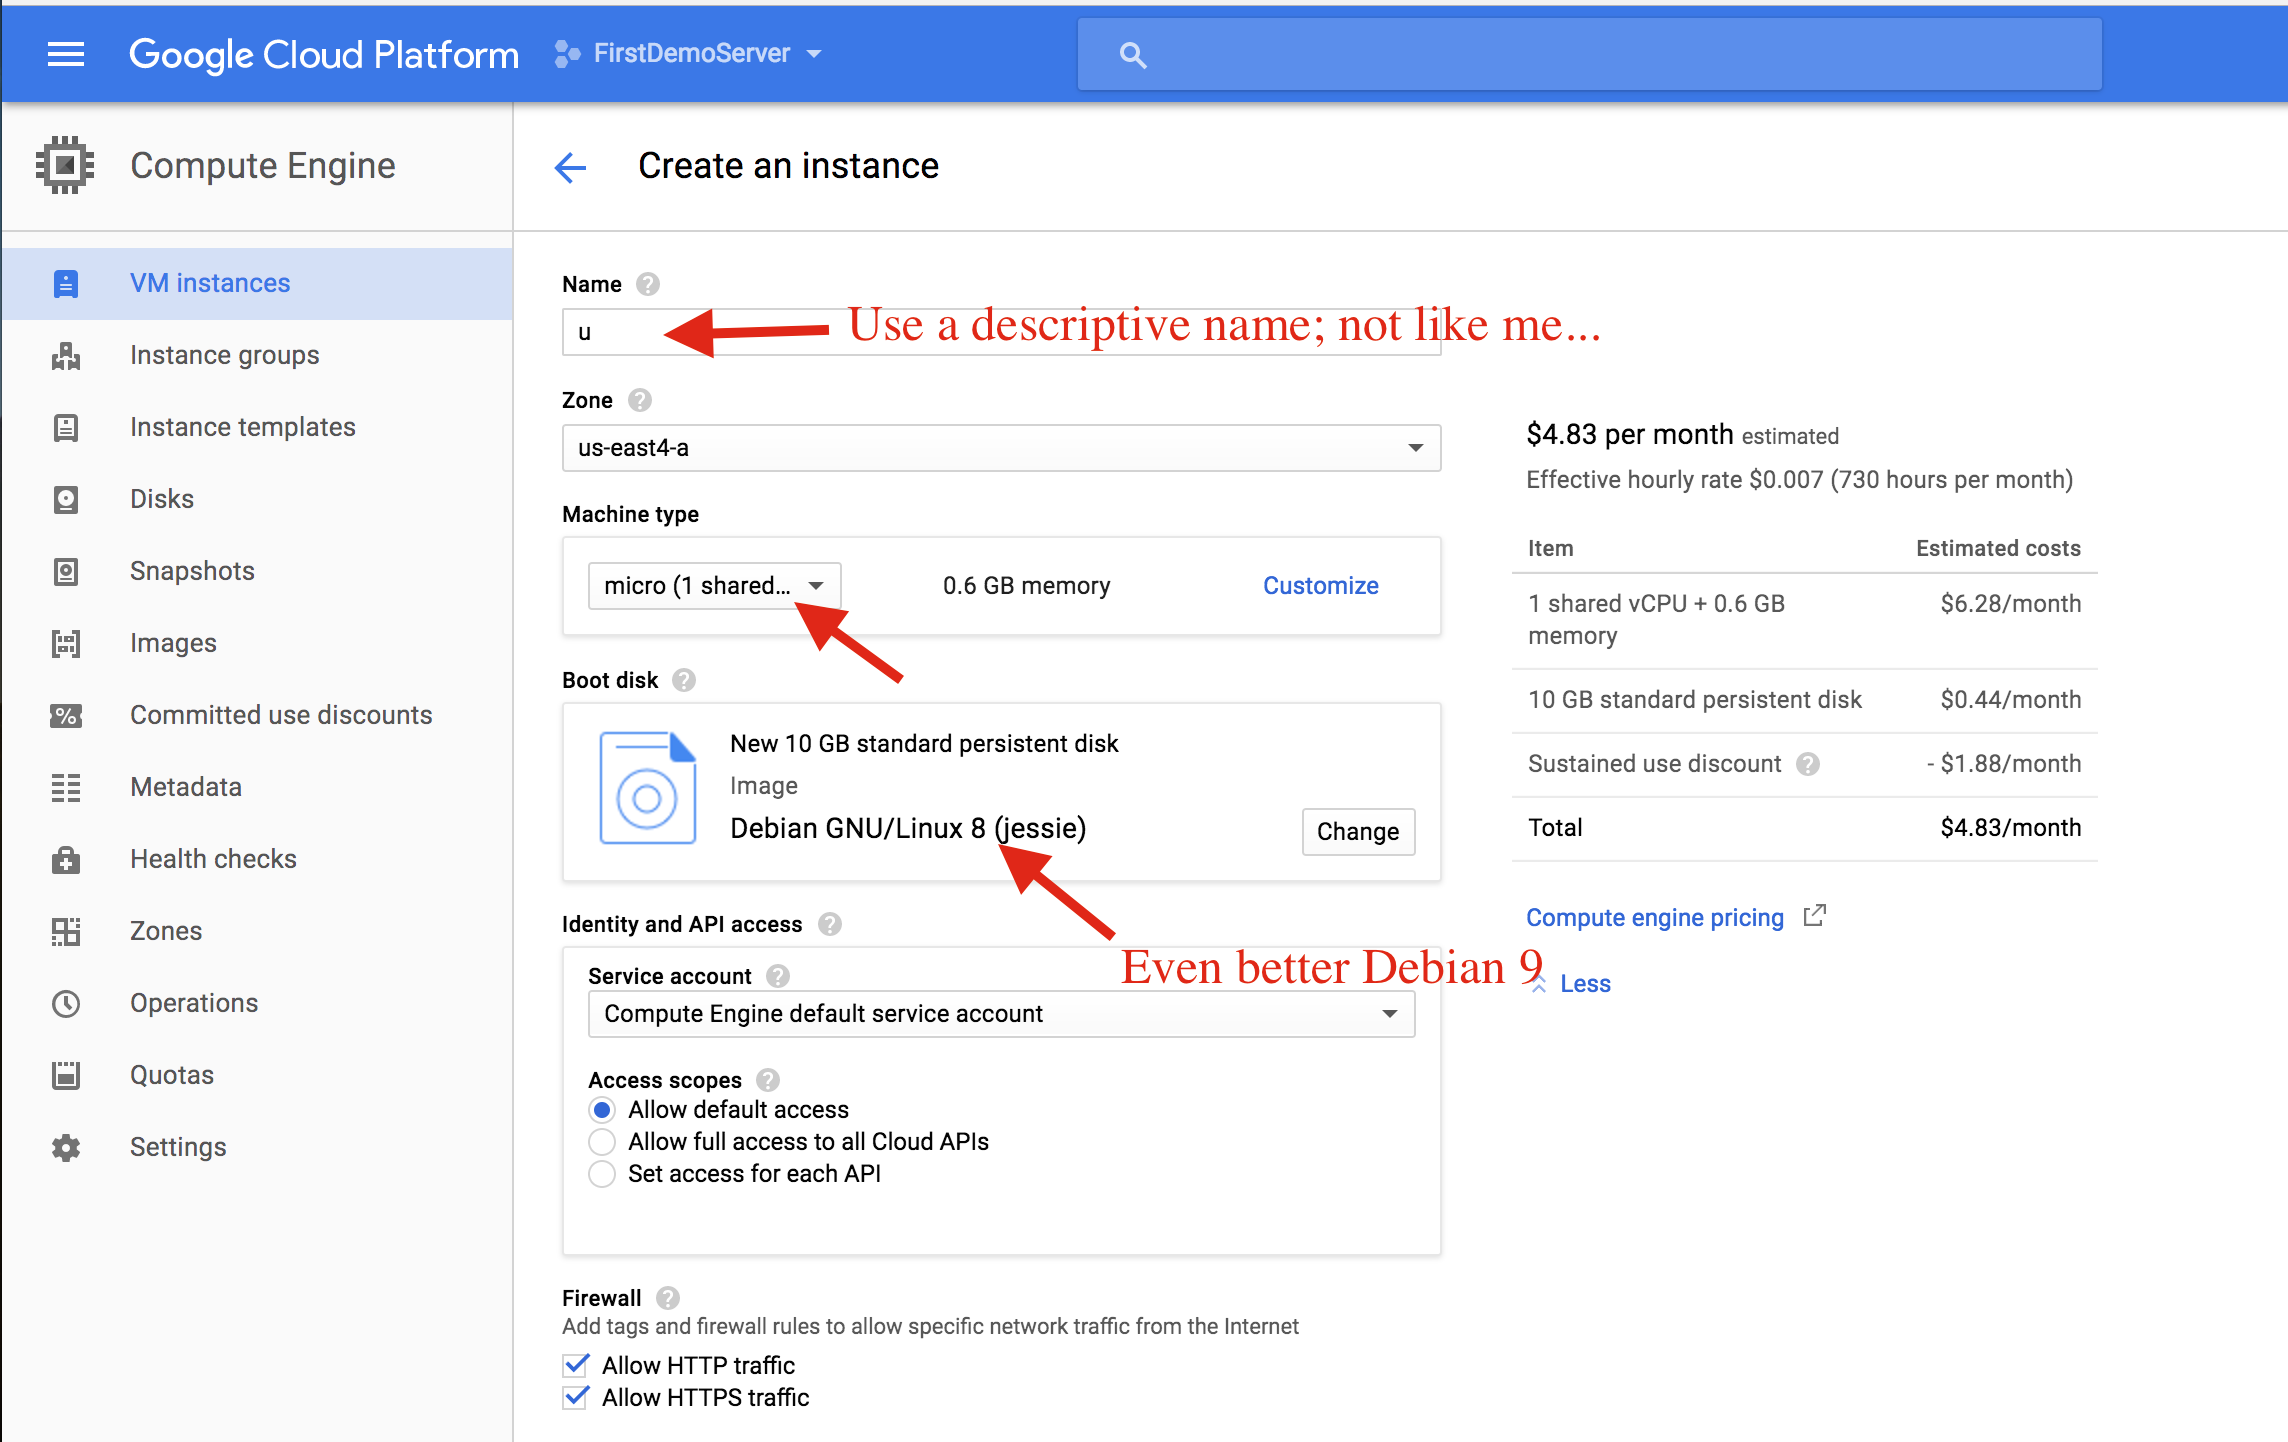 Google Cloud Platform
FirstDemoServer
Compute Engine
Create an instance
VM instances
Instance groups
Instance templates
Disks
Snapshots
Images
Committed use discounts
Metadata
Health checks
Zones
Operations
Quotas
Settings
Name
u
Use a descriptive name; not like me...
Zone
us-east4-a
Machine type
micro (1 shared...
0.6 GB memory
Customize
Boot disk
New 10 GB standard persistent disk
Image
Debian GNU/Linux 8 (jessie)
Change
Even better Debian 9
Identity and API access
Service account
Compute Engine default service account
Access scopes
Allow default access
Allow full access to all Cloud APIs
Set access for each API
Firewall
Add tags and firewall rules to allow specific network traffic from the Internet
Allow HTTP traffic
Allow HTTPS traffic
$4.83 per month estimated
Effective hourly rate $0.007 (730 hours per month)
Item Estimated costs
1 shared vCPU + 0.6 GB $6.28/month
memory
10 GB standard persistent disk $0.44/month
Sustained use discount - $1.88/month
Total $4.83/month
Compute engine pricing
Less